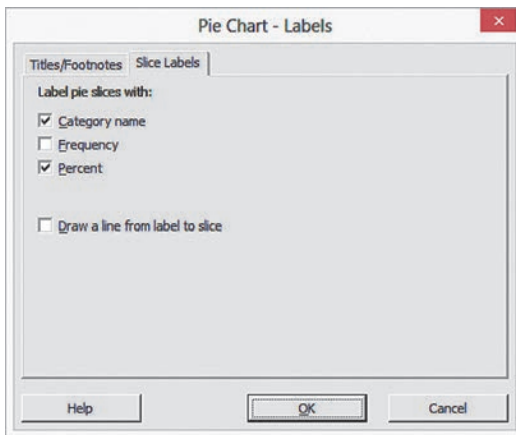 Pie Chart - Labels
Titles/Footnotes Slice Labels
Label pie slices with:
Category name
Frequency
Percent
Draw a line from label to slice
Help OK Cancel